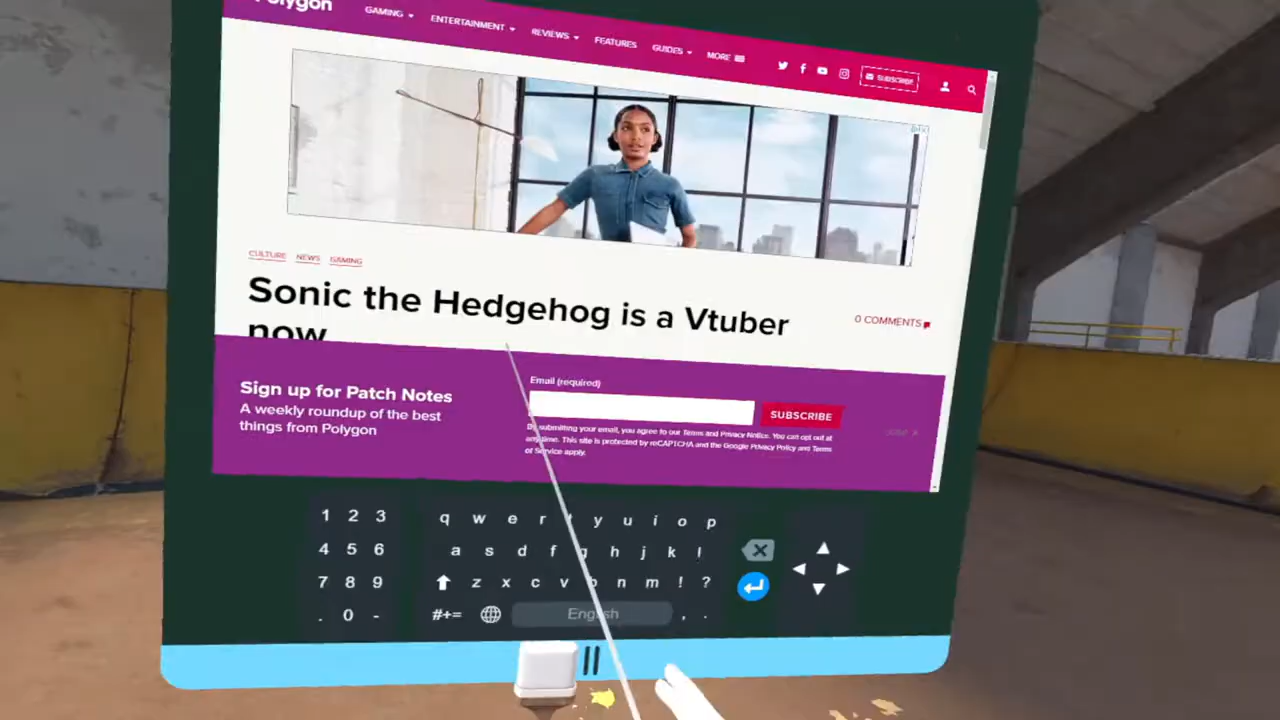 Polygon
GAMING ENTERTAINMENT REVIEWS FEATURES GUIDES MORE SUBSCRIBE
CULTURE NEWS GAMING
Sonic the Hedgehog is a Vtuber
now
0 COMMENTS
Sign up for Patch Notes
A weekly roundup of the best
things from Polygon
Email (required)
SUBSCRIBE
By submitting your email, you agree to our Terms and Privacy Notice. You can opt out at
any time. This site is protected by reCAPTCHA and the Google Privacy Policy and Terms
of Service apply.
1 2 3 q w e r t y u i o p
4 5 6 a s d f g h j k l
7 8 9 z x c v b n m ! ?
. 0 - #+= English , .